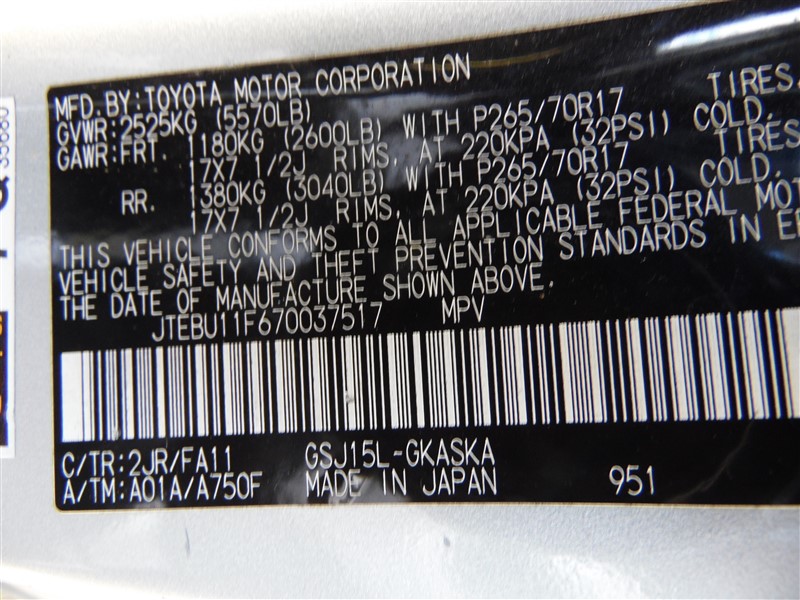 MFD.BY:TOYOTA MOTOR CORPORATION
GVWR:2525KG (5570LB)
GAWR:FRT. 1180KG (2600LB) WITH P265/70R17 TIRES,
17X7 1/2J RIMS, AT 220KPA (32PSI) COLD.
RR. 1380KG (3040LB) WITH P265/70R17 TIRES
17X7 1/2J RIMS, AT 220KPA (32PSI) COLD.
THIS VEHICLE CONFORMS TO ALL APPLICABLE FEDERAL MOT
VEHICLE SAFETY AND THEFT PREVENTION STANDARDS IN
THE DATE OF MANUFACTURE SHOWN ABOVE.
JTEBU11F670037517 MPV
C/TR:2JR/FA11 GSJ15L-GKASKA
A/TM:A01A/A750F MADE IN JAPAN 951